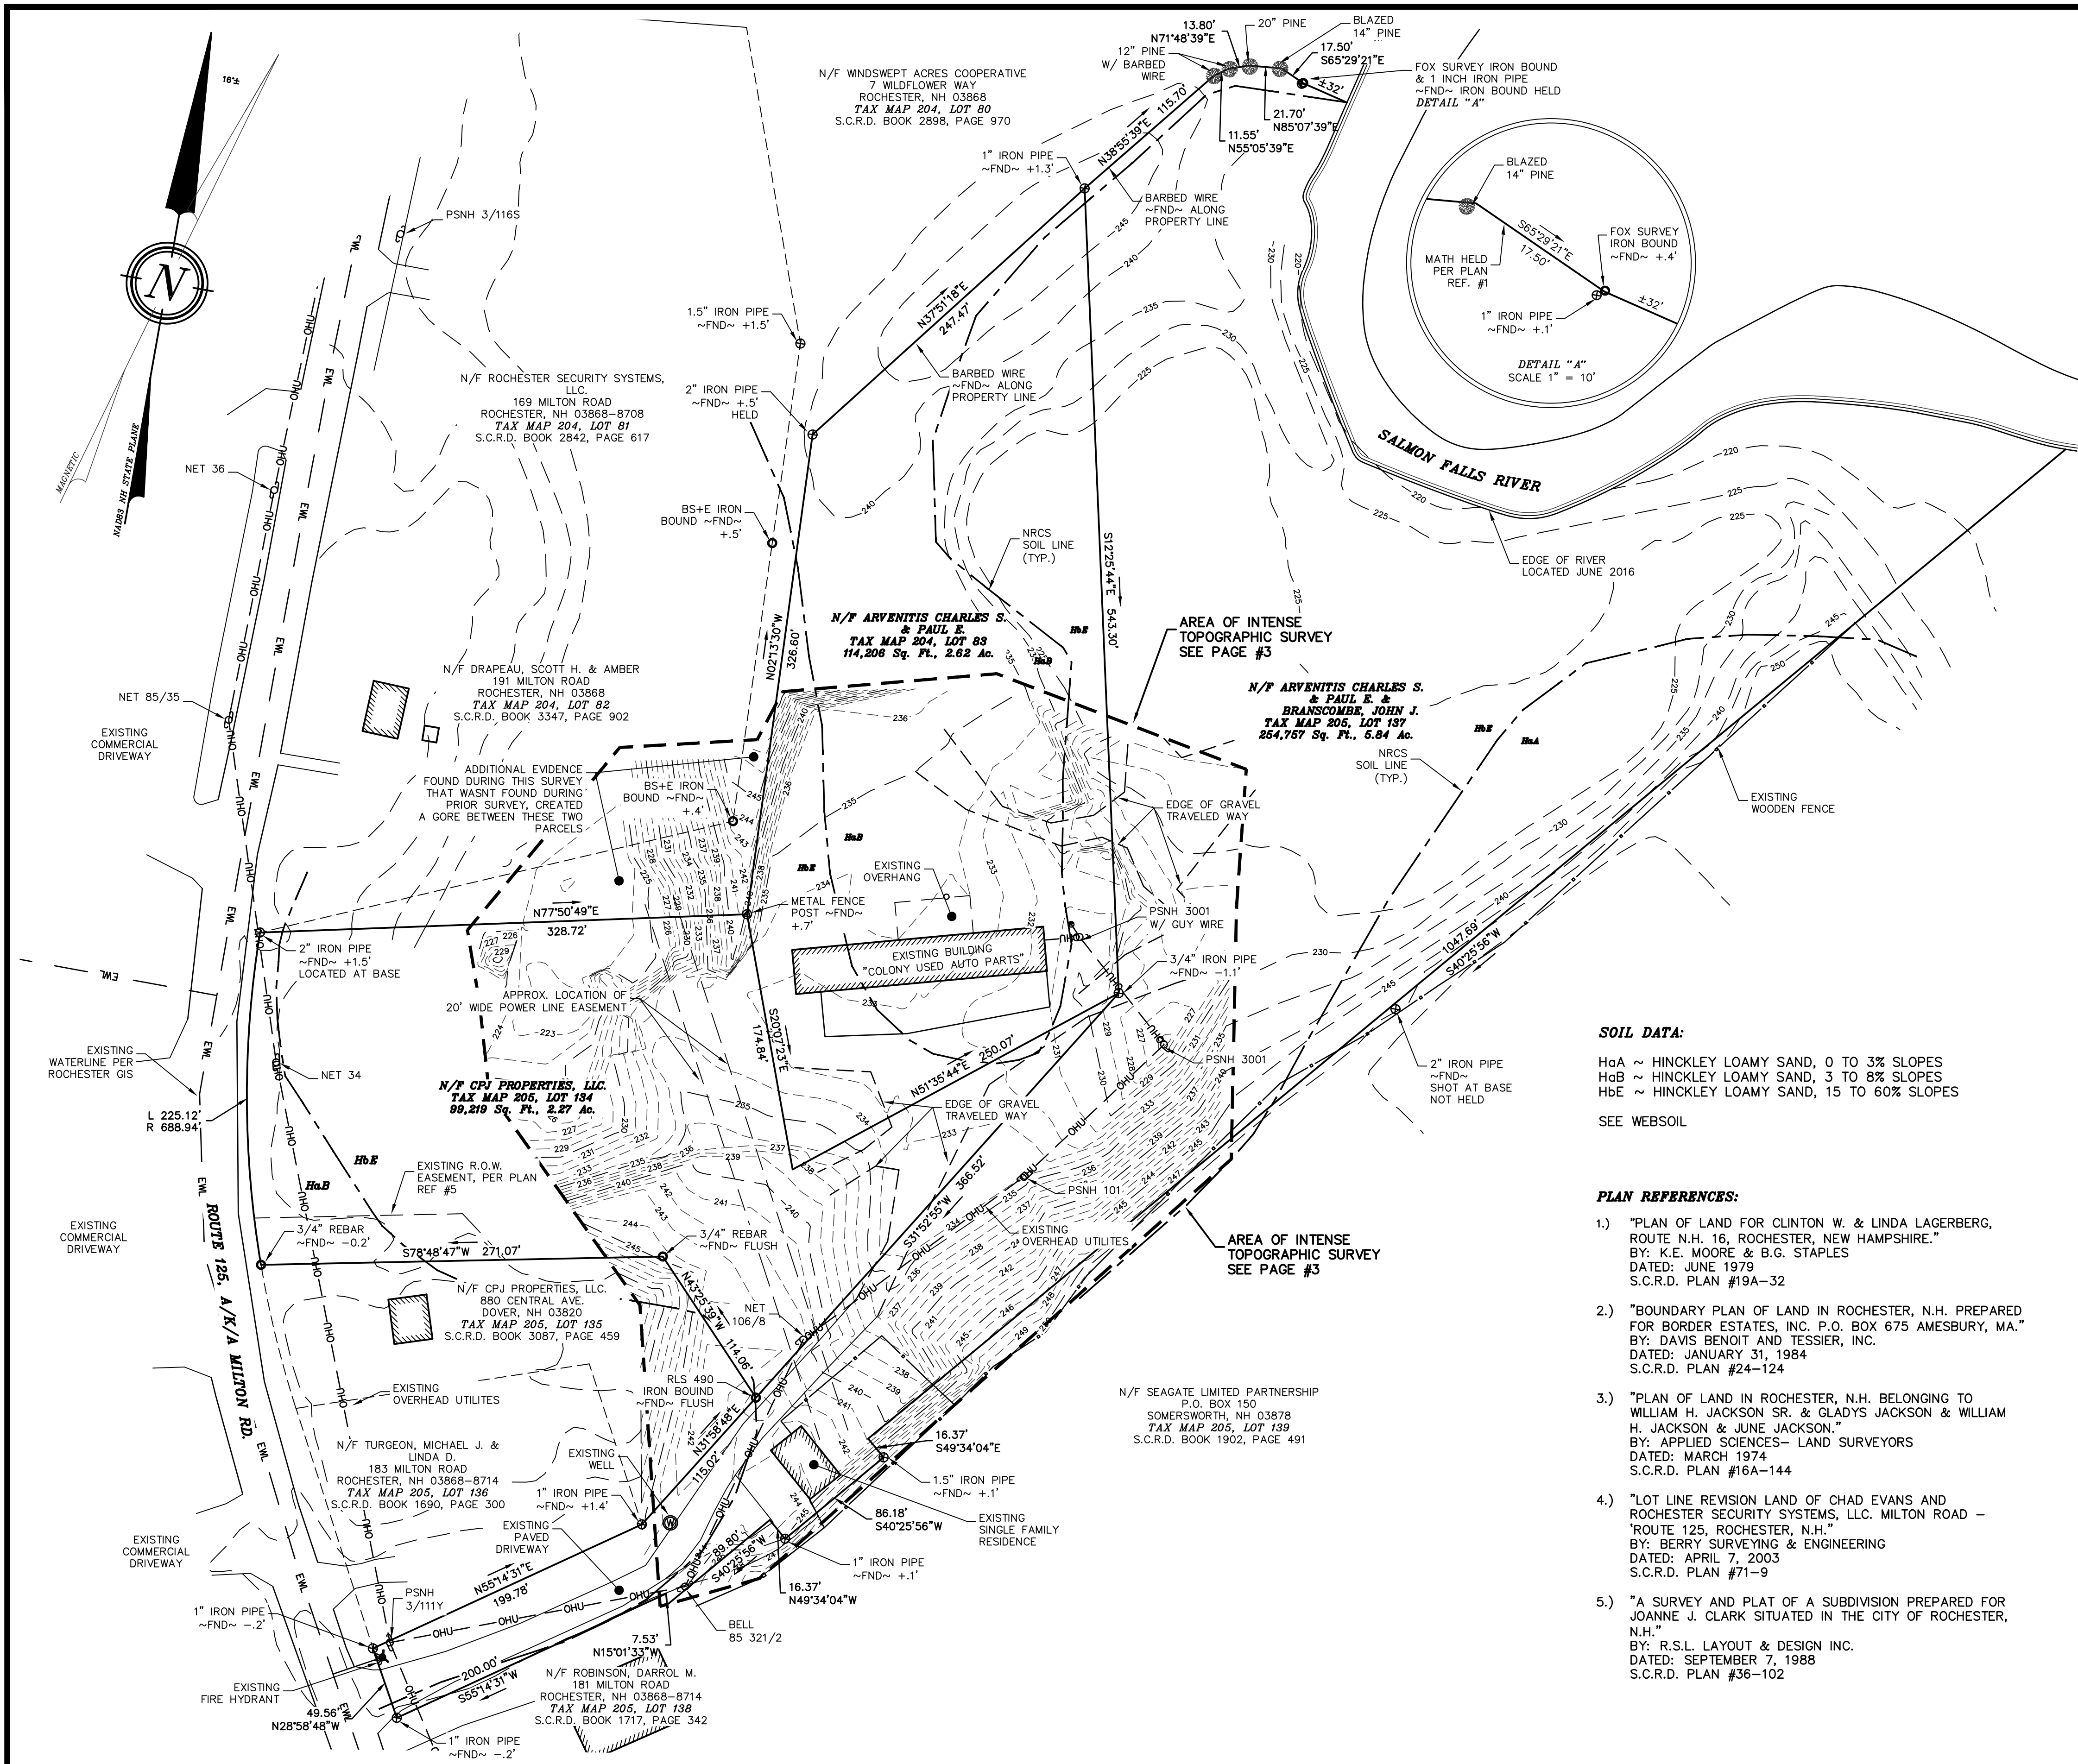 16°±
MAGNETIC
NAD83 NH STATE PLANE
N
PSNH 3/116S
N/F WINDSWEPT ACRES COOPERATIVE
7 WILDFLOWER WAY
ROCHESTER, NH 03868
TAX MAP 204, LOT 80
S.C.R.D. BOOK 2898, PAGE 970
13.80'
N71°48'39"E
20" PINE
BLAZED
14" PINE
12" PINE
W/ BARBED
WIRE
17.50'
S65°29'21"E
±32'
FOX SURVEY IRON BOUND
& 1 INCH IRON PIPE
~FND~ IRON BOUND HELD
DETAIL "A"
21.70'
N85°07'39"E
11.55'
N55°05'39"E
N38°55'39"E 115.70'
1" IRON PIPE
~FND~ +1.3'
BARBED WIRE
~FND~ ALONG
PROPERTY LINE
BLAZED
14" PINE
S65°29'21"E
17.50'
MATH HELD
PER PLAN
REF. #1
FOX SURVEY
IRON BOUND
~FND~ +.4'
±32'
1" IRON PIPE
~FND~ +.1'
DETAIL "A"
SCALE 1" = 10'
1.5" IRON PIPE
~FND~ +1.5'
N37°51'18"E
247.47'
BARBED WIRE
~FND~ ALONG
PROPERTY LINE
2" IRON PIPE
~FND~ +.5'
HELD
N/F ROCHESTER SECURITY SYSTEMS,
LLC.
169 MILTON ROAD
ROCHESTER, NH 03868-8708
TAX MAP 204, LOT 81
S.C.R.D. BOOK 2842, PAGE 617
NET 36
BS+E IRON
BOUND ~FND~
+.5'
NRCS
SOIL LINE
(TYP.)
SALMON FALLS RIVER
EDGE OF RIVER
LOCATED JUNE 2016
S12°25'44"E 543.30'
N02°13'30"W
326.60'
N/F ARVENITIS CHARLES S.
& PAUL E.
TAX MAP 204, LOT 83
114,206 Sq. Ft., 2.62 Ac.
HbE
HaB
AREA OF INTENSE
TOPOGRAPHIC SURVEY
SEE PAGE #3
N/F ARVENITIS CHARLES S.
& PAUL E. &
BRANSCOMBE, JOHN J.
TAX MAP 205, LOT 137
254,757 Sq. Ft., 5.84 Ac.
HbE
HaA
NRCS
SOIL LINE
(TYP.)
EXISTING
WOODEN FENCE
N/F DRAPEAU, SCOTT H. & AMBER
191 MILTON ROAD
ROCHESTER, NH 03868
TAX MAP 204, LOT 82
S.C.R.D. BOOK 3347, PAGE 902
NET 85/35
EXISTING
COMMERCIAL
DRIVEWAY
ADDITIONAL EVIDENCE
FOUND DURING THIS SURVEY
THAT WASNT FOUND DURING
PRIOR SURVEY, CREATED
A GORE BETWEEN THESE TWO
PARCELS
BS+E IRON
BOUND ~FND~
+.4'
EDGE OF GRAVEL
TRAVELED WAY
HaB
HbE
EXISTING
OVERHANG
METAL FENCE
POST ~FND~
+.7'
N77°50'49"E
328.72'
PSNH 3001
W/ GUY WIRE
2" IRON PIPE
~FND~ +1.5'
LOCATED AT BASE
EXISTING BUILDING
"COLONY USED AUTO PARTS"
3/4" IRON PIPE
~FND~ -1.1'
1047.69'
S40°25'56"W
APPROX. LOCATION OF
20' WIDE POWER LINE EASEMENT
S20°07'23"E
174.84'
N51°35'44"E 250.07'
PSNH 3001
2" IRON PIPE
~FND~
SHOT AT BASE
NOT HELD
EXISTING
WATERLINE PER
ROCHESTER GIS
NET 34
N/F CPJ PROPERTIES, LLC.
TAX MAP 205, LOT 134
99,219 Sq. Ft., 2.27 Ac.
EDGE OF GRAVEL
TRAVELED WAY
L 225.12'
R 688.94'
HbE
HaB
EXISTING R.O.W.
EASEMENT, PER PLAN
REF #5
S31°52'55"W 366.52'
PSNH 101
EXISTING
OVERHEAD UTILITES
EXISTING
COMMERCIAL
DRIVEWAY
3/4" REBAR
~FND~ -0.2'
S78°48'47"W 271.07'
3/4" REBAR
~FND~ FLUSH
AREA OF INTENSE
TOPOGRAPHIC SURVEY
SEE PAGE #3
ROUTE 125, A/K/A MILTON RD.
N/F CPJ PROPERTIES, LLC.
880 CENTRAL AVE.
DOVER, NH 03820
TAX MAP 205, LOT 135
S.C.R.D. BOOK 3087, PAGE 459
N43°25'39"W
114.06'
NET
106/8
RLS 490
IRON BOUND
~FND~ FLUSH
EXISTING
OVERHEAD UTILITES
N/F SEAGATE LIMITED PARTNERSHIP
P.O. BOX 150
SOMERSWORTH, NH 03878
TAX MAP 205, LOT 139
S.C.R.D. BOOK 1902, PAGE 491
N/F TURGEON, MICHAEL J. &
LINDA D.
183 MILTON ROAD
ROCHESTER, NH 03868-8714
TAX MAP 205, LOT 136
S.C.R.D. BOOK 1690, PAGE 300
EXISTING
WELL
N31°58'48"E
115.02'
W
1" IRON PIPE
~FND~ +1.4'
16.37'
S49°34'04"E
1.5" IRON PIPE
~FND~ +.1'
86.18'
S40°25'56"W
EXISTING
SINGLE FAMILY
RESIDENCE
EXISTING
PAVED
DRIVEWAY
EXISTING
COMMERCIAL
DRIVEWAY
89.80'
S40°25'56"W
1" IRON PIPE
~FND~ +.1'
16.37'
N49°34'04"W
N55°14'31"E
199.78'
PSNH
3/111Y
1" IRON PIPE
~FND~ -.2'
BELL
85 321/2
7.53'
N15°01'33"W
EXISTING
FIRE HYDRANT
200.00'
S55°14'31"W
N/F ROBINSON, DARROL M.
181 MILTON ROAD
ROCHESTER, NH 03868-8714
TAX MAP 205, LOT 138
S.C.R.D. BOOK 1717, PAGE 342
49.56'
N28°58'48"W
1" IRON PIPE
~FND~ -.2'
SOIL DATA:
HaA ~ HINCKLEY LOAMY SAND, 0 TO 3% SLOPES
HaB ~ HINCKLEY LOAMY SAND, 3 TO 8% SLOPES
HbE ~ HINCKLEY LOAMY SAND, 15 TO 60% SLOPES
SEE WEBSOIL
PLAN REFERENCES:
1.) "PLAN OF LAND FOR CLINTON W. & LINDA LAGERBERG,
ROUTE N.H. 16, ROCHESTER, NEW HAMPSHIRE."
BY: K.E. MOORE & B.G. STAPLES
DATED: JUNE 1979
S.C.R.D. PLAN #19A-32
2.) "BOUNDARY PLAN OF LAND IN ROCHESTER, N.H. PREPARED
FOR BORDER ESTATES, INC. P.O. BOX 675 AMESBURY, MA."
BY: DAVIS BENOIT AND TESSIER, INC.
DATED: JANUARY 31, 1984
S.C.R.D. PLAN #24-124
3.) "PLAN OF LAND IN ROCHESTER, N.H. BELONGING TO
WILLIAM H. JACKSON SR. & GLADYS JACKSON & WILLIAM
H. JACKSON & JUNE JACKSON."
BY: APPLIED SCIENCES- LAND SURVEYORS
DATED: MARCH 1974
S.C.R.D. PLAN #16A-144
4.) "LOT LINE REVISION LAND OF CHAD EVANS AND
ROCHESTER SECURITY SYSTEMS, LLC. MILTON ROAD -
'ROUTE 125, ROCHESTER, N.H."
BY: BERRY SURVEYING & ENGINEERING
DATED: APRIL 7, 2003
S.C.R.D. PLAN #71-9
5.) "A SURVEY AND PLAT OF A SUBDIVISION PREPARED FOR
JOANNE J. CLARK SITUATED IN THE CITY OF ROCHESTER,
N.H."
BY: R.S.L. LAYOUT & DESIGN INC.
DATED: SEPTEMBER 7, 1988
S.C.R.D. PLAN #36-102